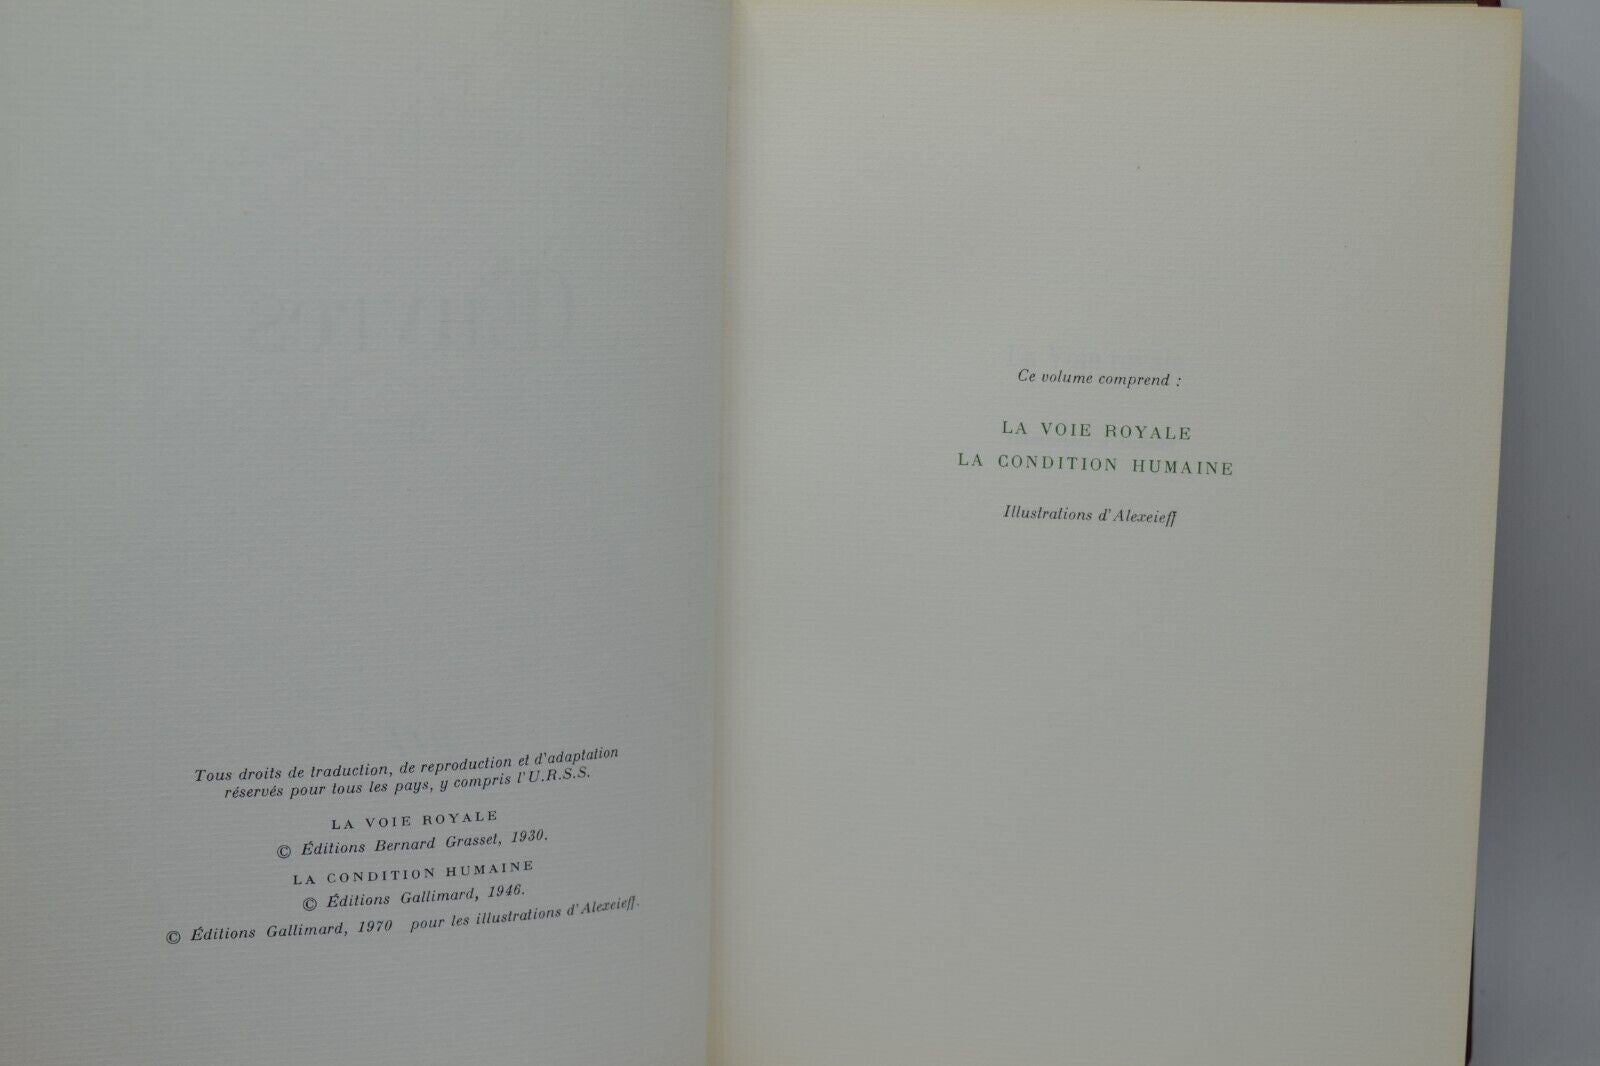 Tous droits de traduction, de reproduction et d'adaptation
réservés pour tous les pays, y compris l'U.R.S.S.
LA VOIE ROYALE
© Éditions Bernard Grasset, 1930.
LA CONDITION HUMAINE
© Éditions Gallimard, 1946.
© Éditions Gallimard, 1970 pour les illustrations d'Alexeieff.
Ce volume comprend :
LA VOIE ROYALE
LA CONDITION HUMAINE
Illustrations d'Alexeieff